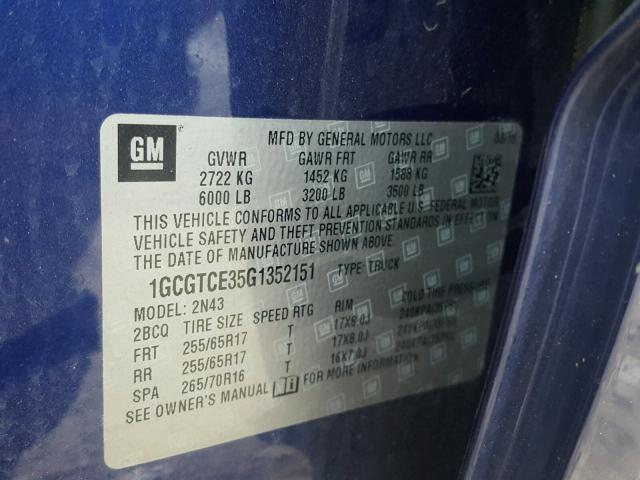 GM
MFD BY GENERAL MOTORS LLC
GVWR GAWR FRT GAWR RR
2722 KG 1452 KG 1588 KG
6000 LB 3200 LB 3500 LB
THIS VEHICLE CONFORMS TO ALL APPLICABLE U.S. FEDERAL MOTOR
VEHICLE SAFETY AND THEFT PREVENTION STANDARDS IN EFFECT ON
THE DATE OF MANUFACTURE SHOWN ABOVE.
1GCGTCE35G1352151 TYPE TRUCK
MODEL: 2N43
2BCQ TIRE SIZE SPEED RTG RIM COLD TIRE PRESSURE
FRT 255/65R17 T 17X8.0J
RR 255/65R17 T 17X8.0J
SPA 265/70R16 T 16X7.0J
SEE OWNER'S MANUAL FOR MORE INFORMATION